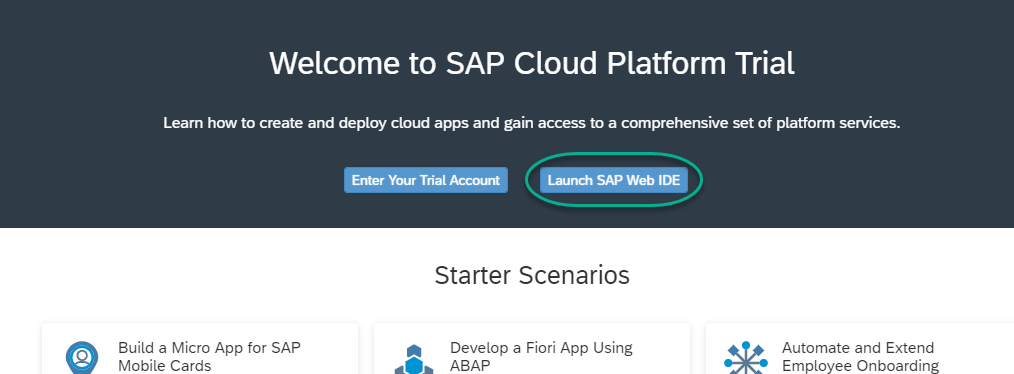 Welcome to SAP Cloud Platform Trial
Learn how to create and deploy cloud apps and gain access to a comprehensive set of platform services.
Enter Your Trial Account
Launch SAP Web IDE
Starter Scenarios
Build a Micro App for SAP
Mobile Cards
Develop a Fiori App Using
ABAP
Automate and Extend
Employee Onboarding